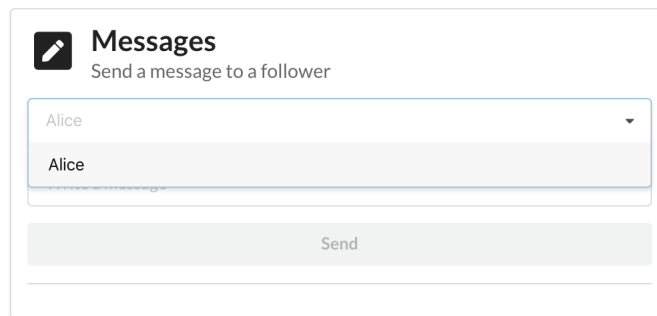 Messages
Send a message to a follower
Alice
Alice
Send